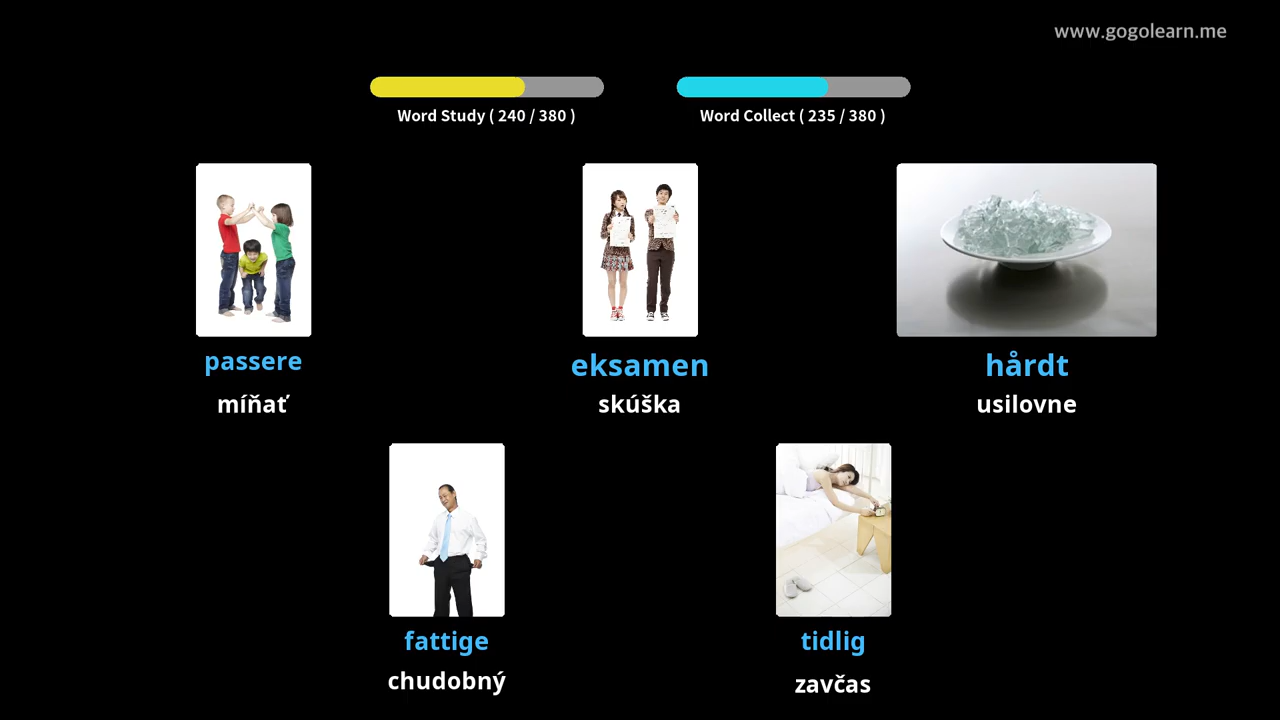 www.gogolearn.me
Word Study ( 240 / 380 )
Word Collect ( 235 / 380 )
passere
míňať
eksamen
skúška
hårdt
usilovne
fattige
chudobný
tidlig
zavčas